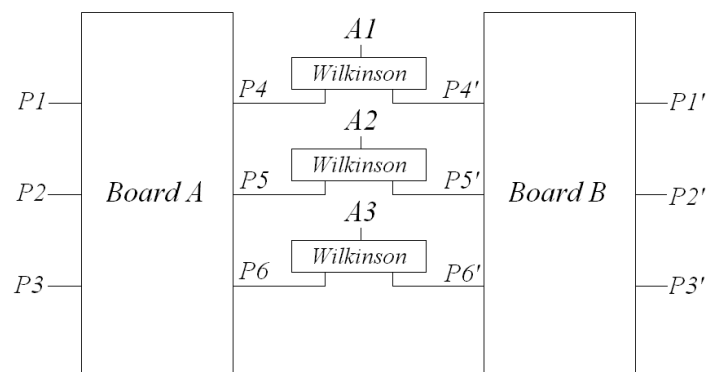 A1
Wilkinson
P1 P4 P4' P1'
A2
Wilkinson
P2 Board A P5 P5' Board B P2'
A3
Wilkinson
P3 P6 P6' P3'